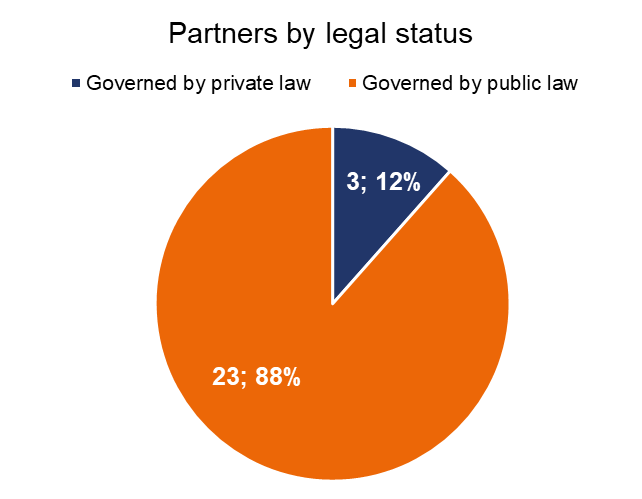 Partners by legal status
Governed by private law Governed by public law
3; 12%
23; 88%